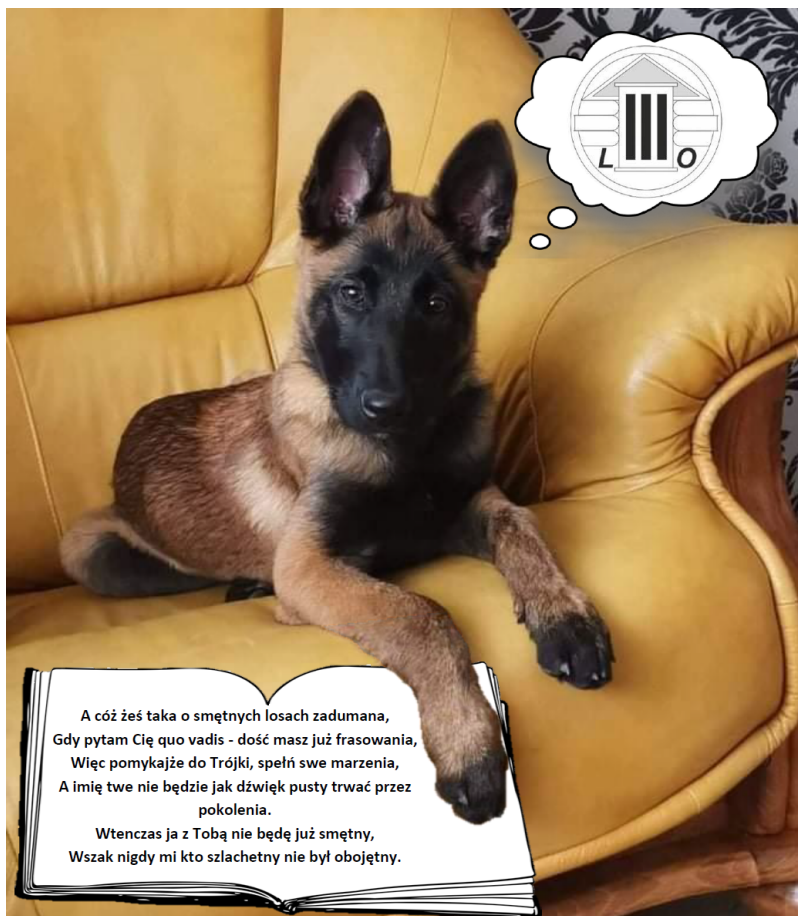 III
L O
A cóż żeś taka o smętnych losach zadumana,
Gdy pytam Cię quo vadis - dość masz już frasowania,
Więc pomykajże do Trójki, spełń swe marzenia,
A imię twe nie będzie jak dźwięk pusty trwać przez
pokolenia.
Wtenczas ja z Tobą nie będę już smętny,
Wszak nigdy mi kto szlachetny nie był obojętny.